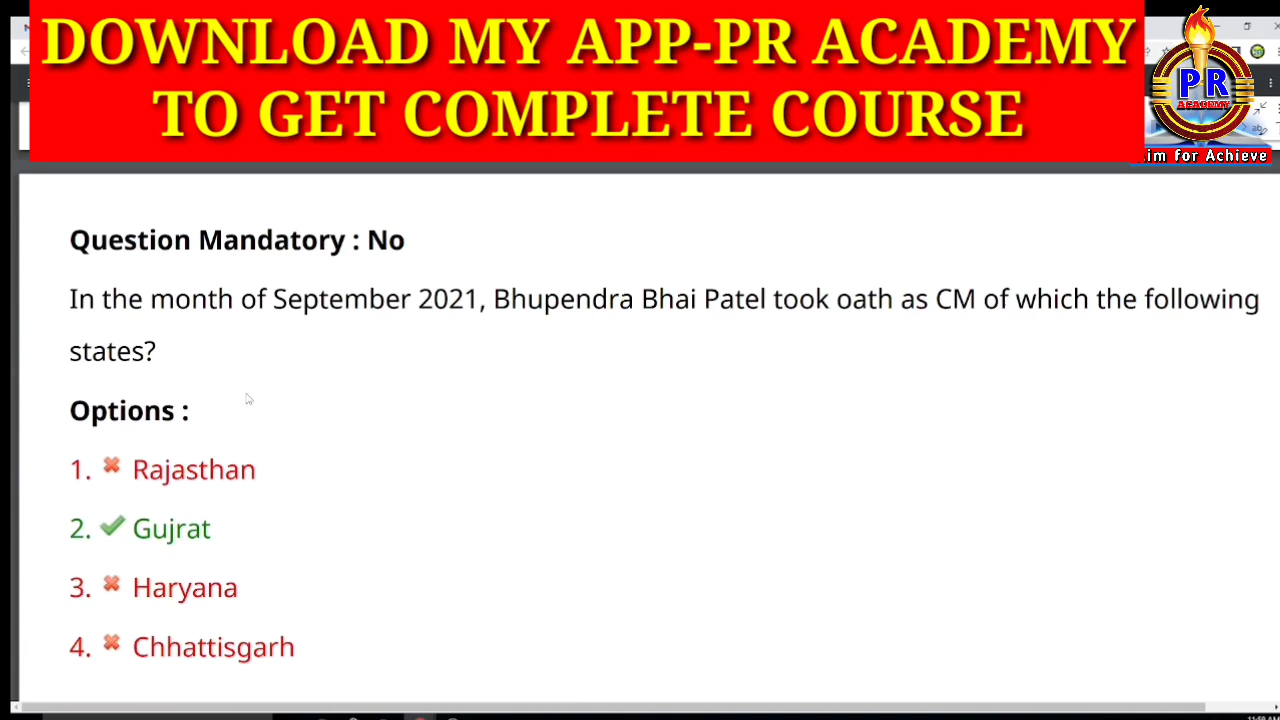 DOWNLOAD MY APP-PR ACADEMY
TO GET COMPLETE COURSE
PR
ACADEMY
im for Achieve
Question Mandatory : No
In the month of September 2021, Bhupendra Bhai Patel took oath as CM of which the following
states?
Options :
1. Rajasthan
2. Gujrat
3. Haryana
4. Chhattisgarh